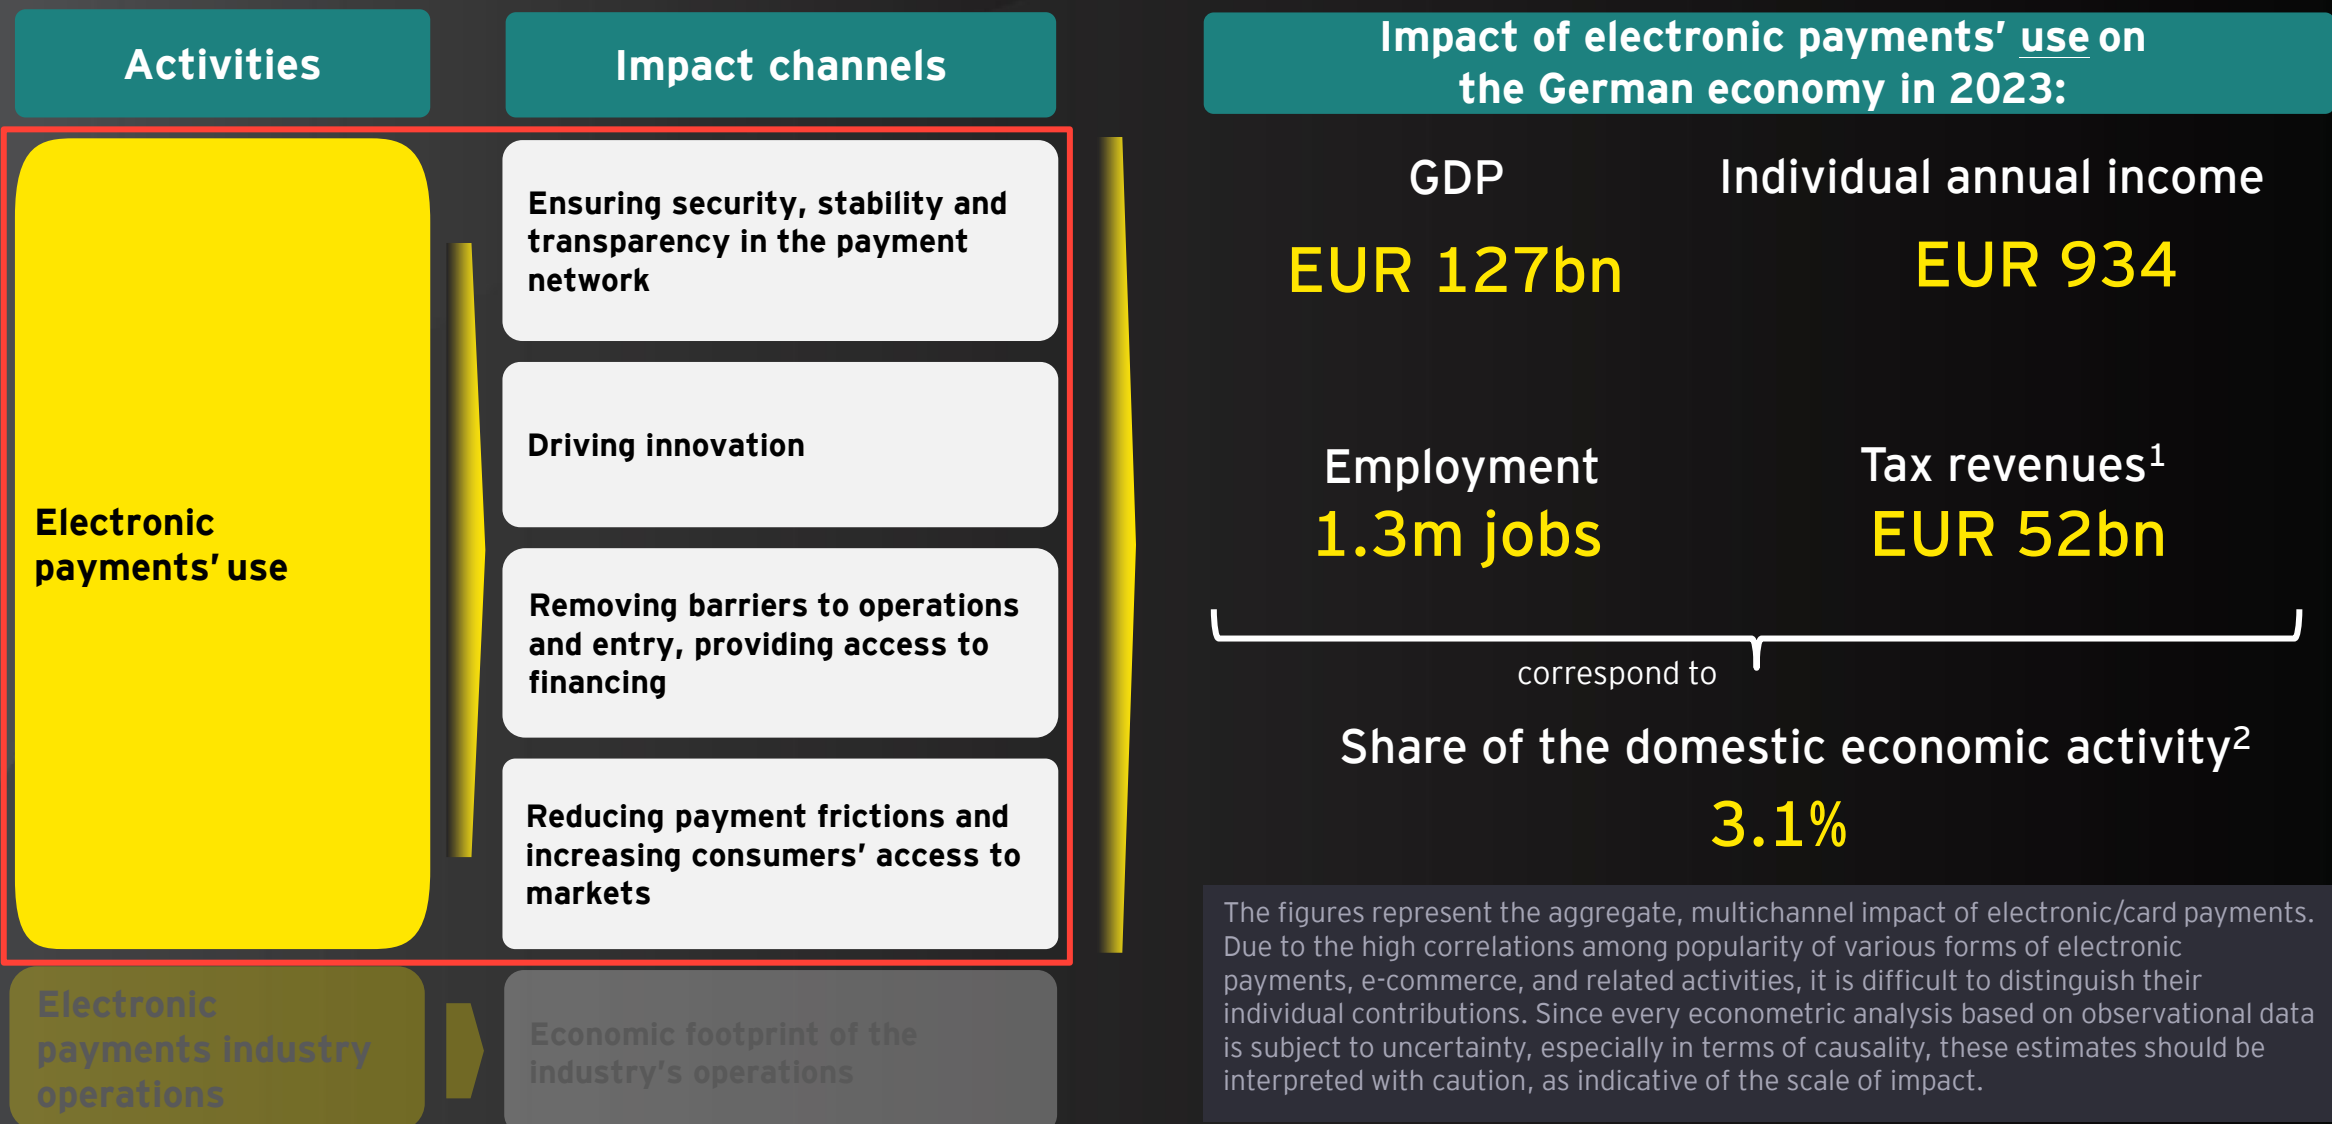 Activities
Impact channels
Electronic
payments’ use
Ensuring security, stability and
transparency in the payment
network
Driving innovation
Removing barriers to operations
and entry, providing access to
financing
Reducing payment frictions and
increasing consumers’ access to
markets
Electronic
payments industry
operations
Economic footprint of the
industry’s operations
Impact of electronic payments’ use on
the German economy in 2023:
GDP
EUR 127bn
Individual annual income
EUR 934
Employment
1.3m jobs
Tax revenues¹
EUR 52bn
correspond to
Share of the domestic economic activity²
3.1%
The figures represent the aggregate, multichannel impact of electronic/card payments.
Due to the high correlations among popularity of various forms of electronic
payments, e-commerce, and related activities, it is difficult to distinguish their
individual contributions. Since every econometric analysis based on observational data
is subject to uncertainty, especially in terms of causality, these estimates should be
interpreted with caution, as indicative of the scale of impact.